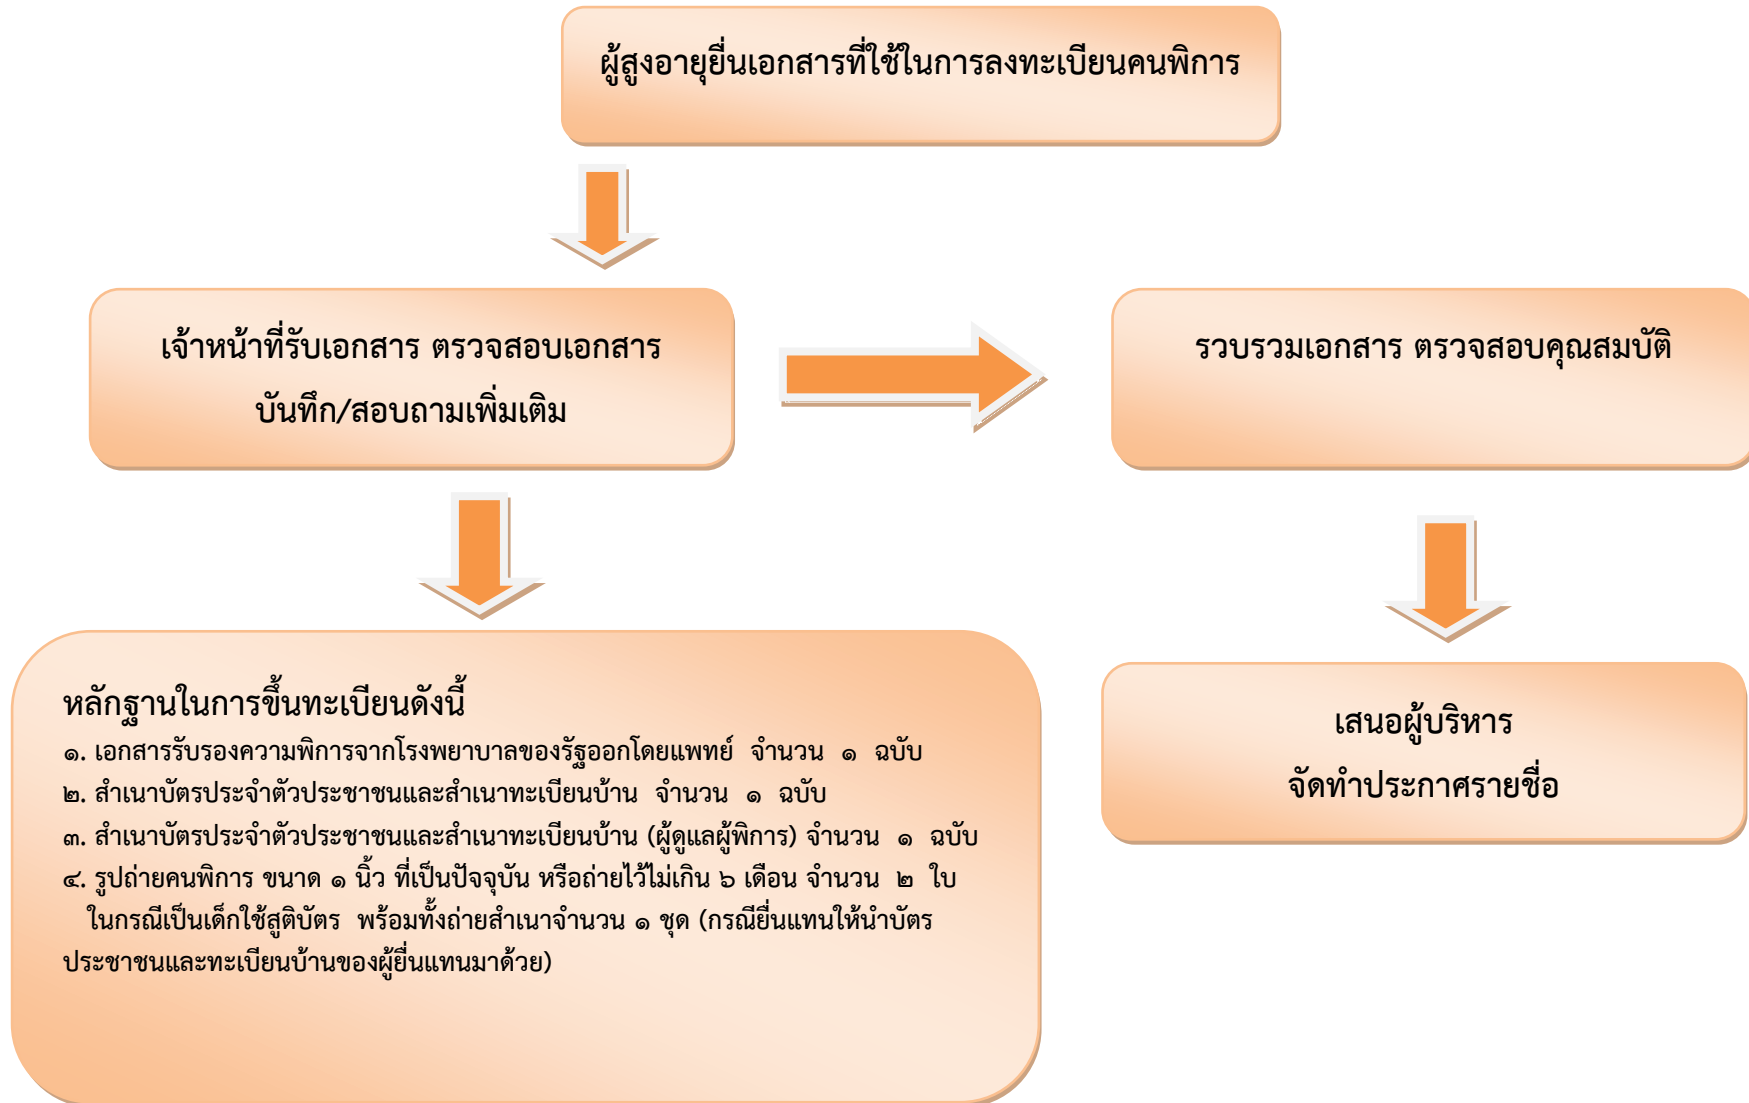 ผู้สูงอายุยื่นเอกสารที่ใช้ในการลงทะเบียนคนพิการ
เจ้าหน้าที่รับเอกสาร ตรวจสอบเอกสาร
บันทึก/สอบถามเพิ่มเติม
รวบรวมเอกสาร ตรวจสอบคุณสมบัติ
หลักฐานในการขึ้นทะเบียนดังนี้
๑. เอกสารรับรองความพิการจากโรงพยาบาลของรัฐออกโดยแพทย์ จำนวน ๑ ฉบับ
๒. สำเนาบัตรประจำตัวประชาชนและสำเนาทะเบียนบ้าน จำนวน ๑ ฉบับ
๓. สำเนาบัตรประจำตัวประชาชนและสำเนาทะเบียนบ้าน (ผู้ดูแลผู้พิการ) จำนวน ๑ ฉบับ
๔. รูปถ่ายคนพิการ ขนาด ๑ นิ้ว ที่เป็นปัจจุบัน หรือถ่ายไว้ไม่เกิน ๖ เดือน จำนวน ๒ ใบ
ในกรณีเป็นเด็กใช้สูติบัตร พร้อมทั้งถ่ายสำเนาจำนวน ๑ ชุด (กรณียื่นแทนให้นำบัตร
ประชาชนและทะเบียนบ้านของผู้ยื่นแทนมาด้วย)
เสนอผู้บริหาร
จัดทำประกาศรายชื่อ